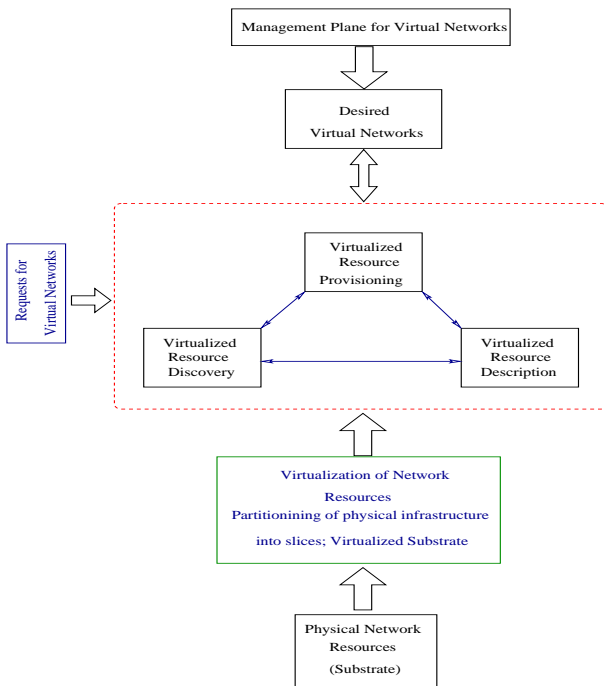 Management Plane for Virtual Networks
Desired
Virtual Networks
Requests for
Virtual Networks
Virtualized
Resource
Provisioning
Virtualized
Resource
Discovery
Virtualized
Resource
Description
Virtualization of Network
Resources
Partitionining of physical infrastructure
into slices; Virtualized Substrate
Physical Network
Resources
(Substrate)